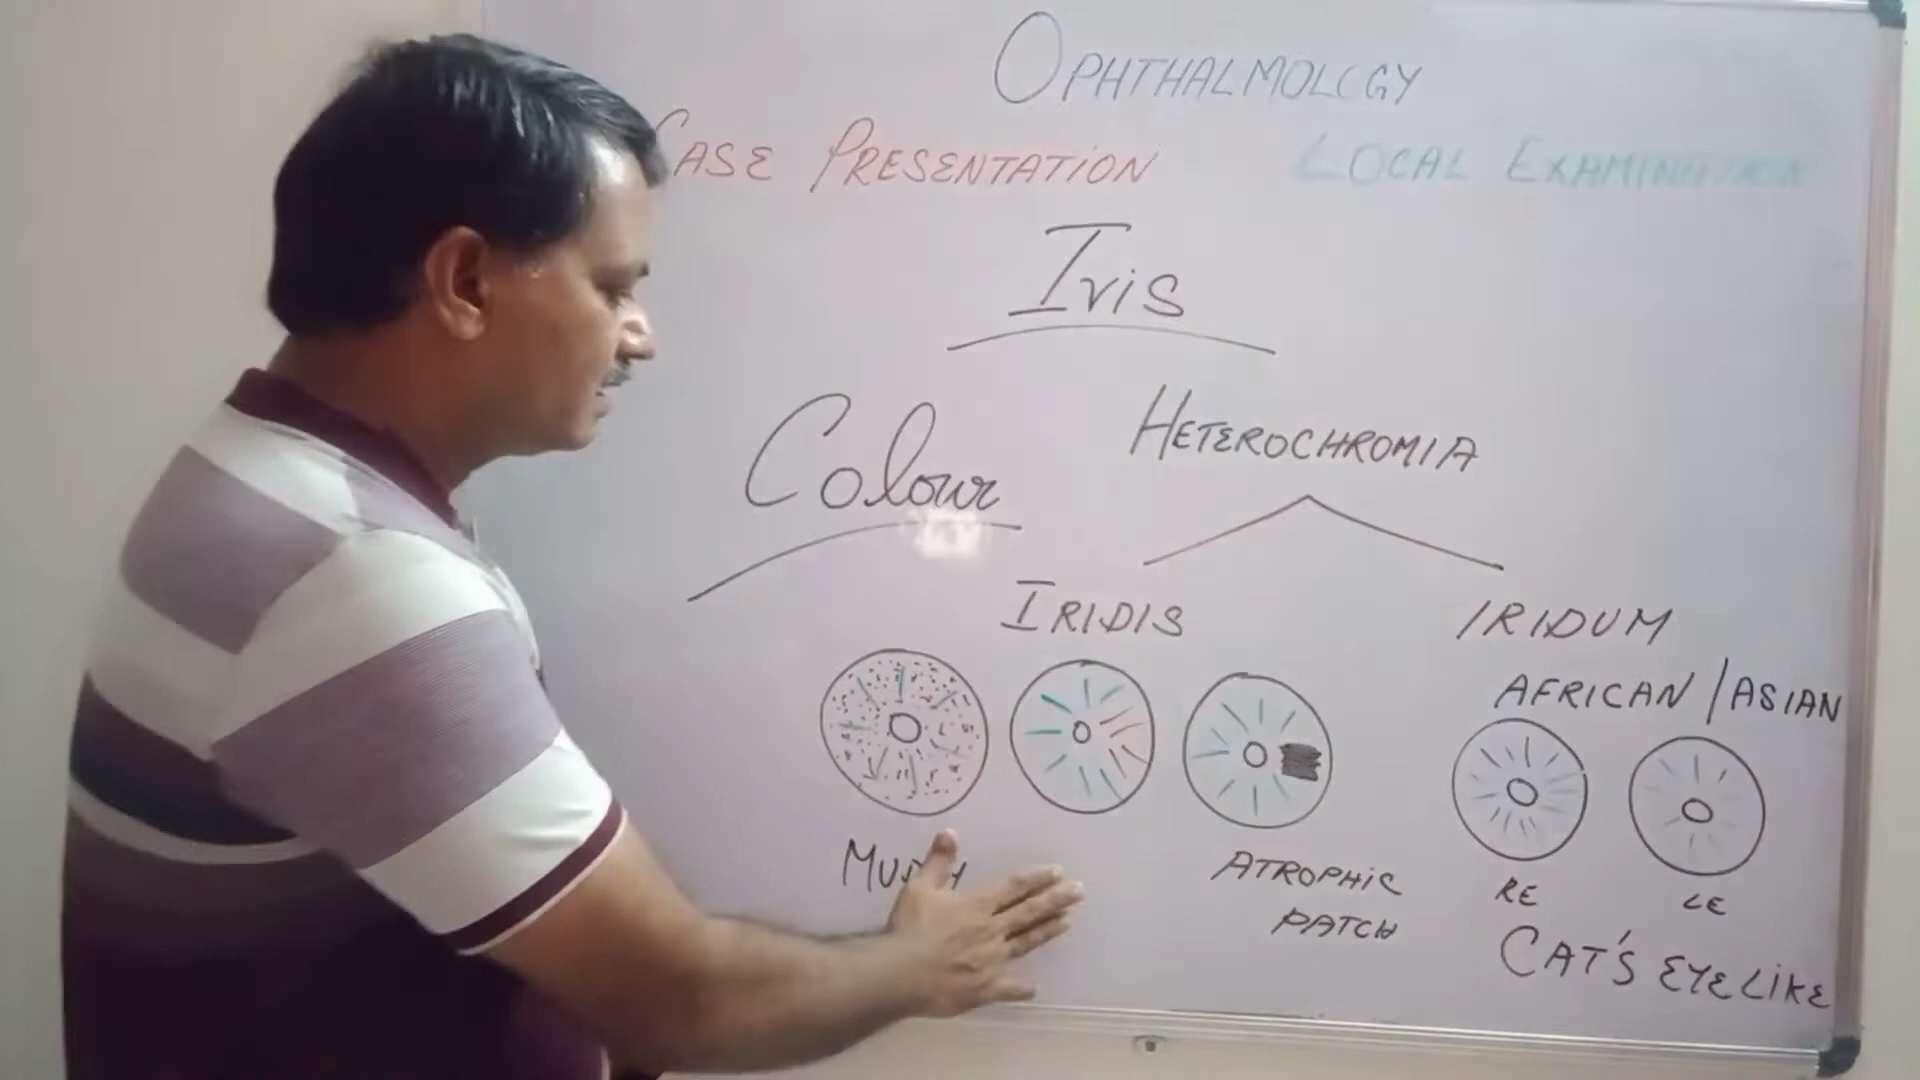 OPHTHALMOLOGY
CASE PRESENTATION LOCAL EXAMINATION
Iris
Colour HETEROCHROMIA
IRIDIS IRIDUM
AFRICAN / ASIAN
ATROPHIC
PATCH
RE LE
CAT'S EYE LIKE